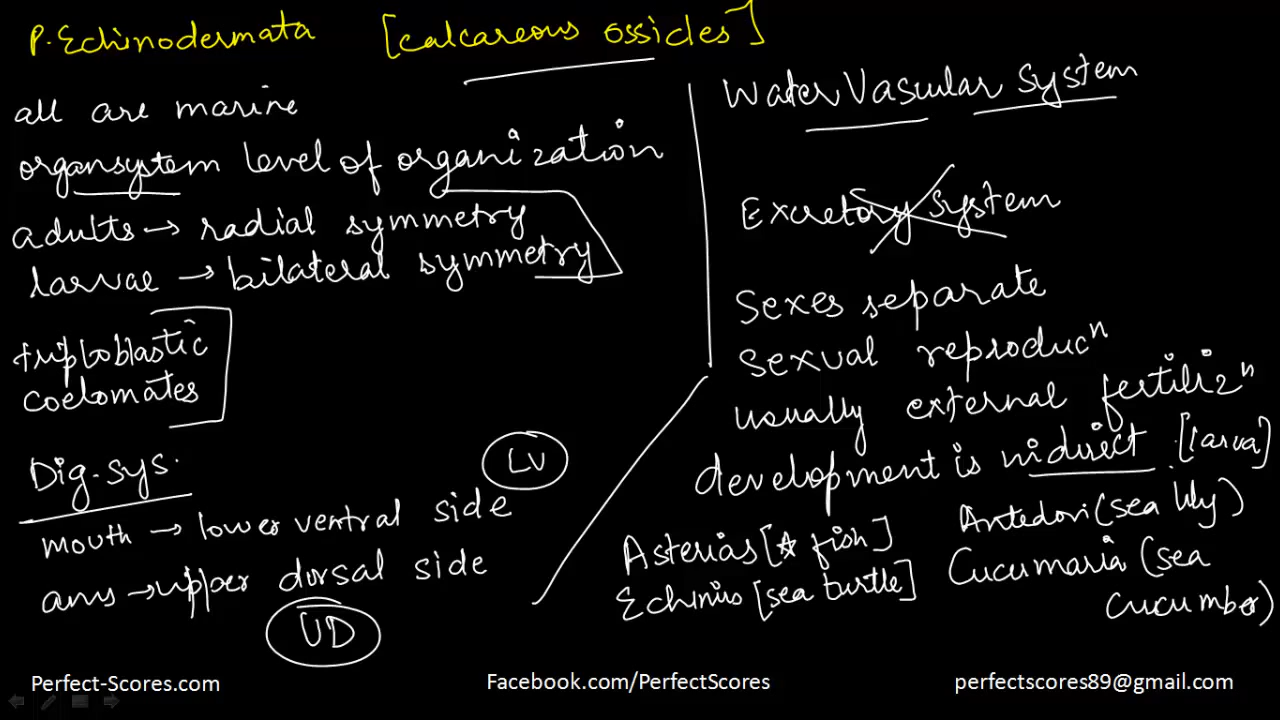 P. Echinodermata [calcareous ossicles]
all are marine
organsystem level of organization
adults → radial symmetry
larvae → bilateral symmetry
triploblastic
coelomates
Dig. sys.
LV
mouth → lower ventral side
anus → upper dorsal side
UD
Water Vascular System
Excretory system
Sexes separate
Sexual reproducⁿ
usually external fertilizⁿ
development is indirect [larva]
Asterias [☆ fish]
Echinus [sea turtle]
Antedon (sea lily)
Cucumaria (sea
cucumber)
Perfect-Scores.com
Facebook.com/PerfectScores
perfectscores89@gmail.com